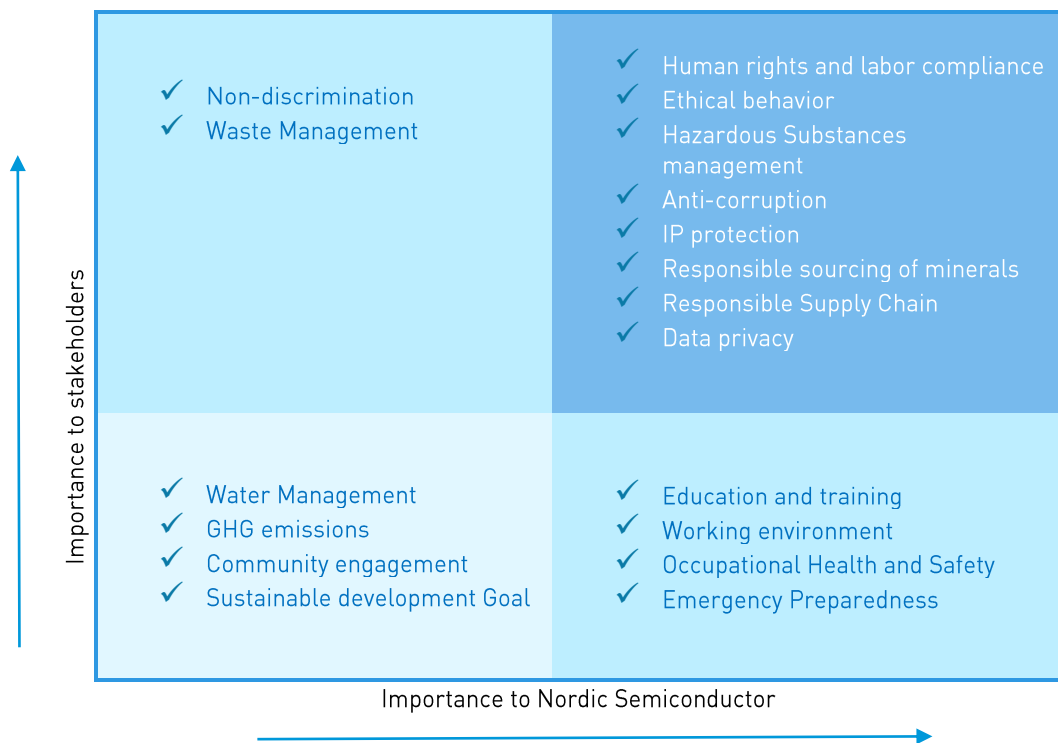 Non-discrimination
Waste Management
Human rights and labor compliance
Ethical behavior
Hazardous Substances
management
Anti-corruption
IP protection
Responsible sourcing of minerals
Responsible Supply Chain
Data privacy
Importance to stakeholders
Water Management
GHG emissions
Community engagement
Sustainable development Goal
Education and training
Working environment
Occupational Health and Safety
Emergency Preparedness
Importance to Nordic Semiconductor